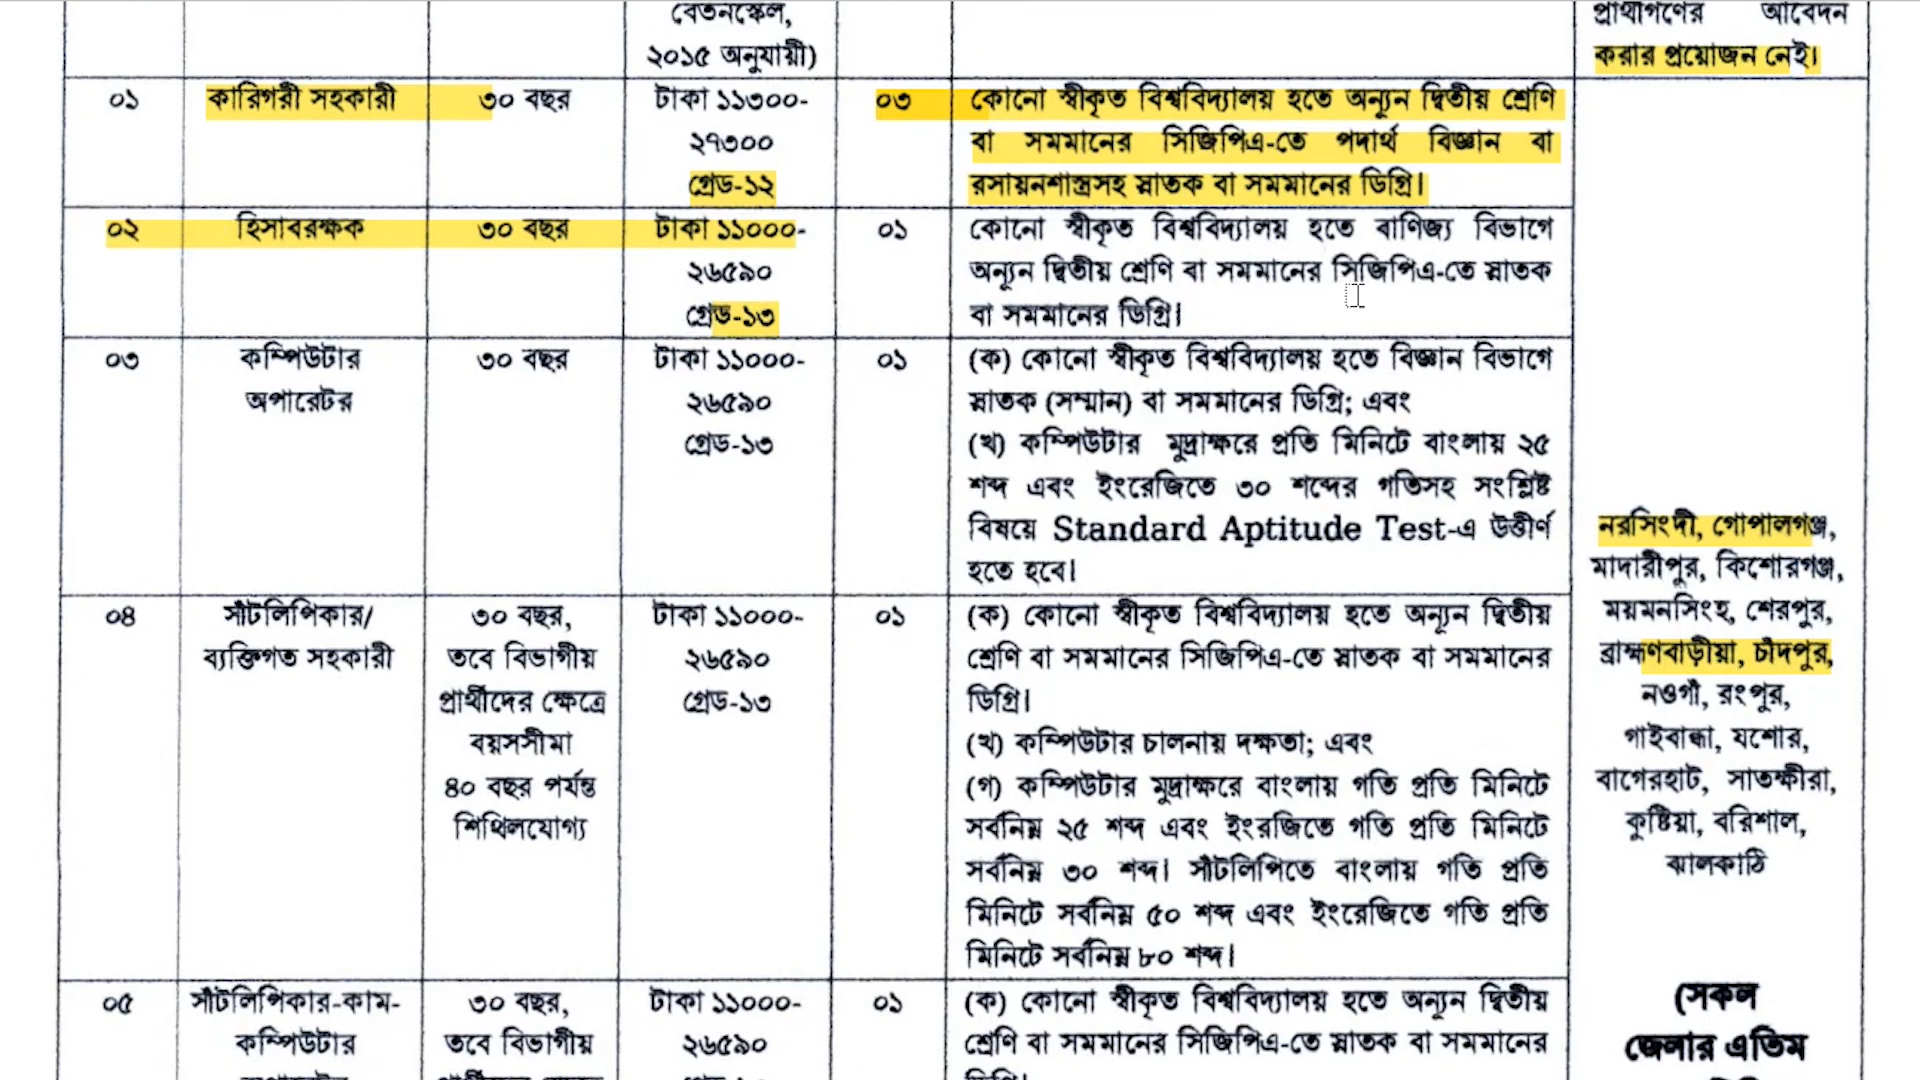 বেতনস্কেল,
২০১৫ অনুযায়ী)
প্রার্থীগণের আবেদন
করার প্রয়োজন নেই।
০১
কারিগরী সহকারী
৩০ বছর
টাকা ১১৩০০-
২৭৩০০
গ্রেড-১২
০৩
কোনো স্বীকৃত বিশ্ববিদ্যালয় হতে অন্যূন দ্বিতীয় শ্রেণি
বা সমমানের সিজিপিএ-তে পদার্থ বিজ্ঞান বা
রসায়নশাস্ত্রসহ স্নাতক বা সমমানের ডিগ্রি।
০২
হিসাবরক্ষক
৩০ বছর
টাকা ১১০০০-
২৬৫৯০
গ্রেড-১৩
০১
কোনো স্বীকৃত বিশ্ববিদ্যালয় হতে বাণিজ্য বিভাগে
অন্যূন দ্বিতীয় শ্রেণি বা সমমানের সিজিপিএ-তে স্নাতক
বা সমমানের ডিগ্রি।
০৩
কম্পিউটার
অপারেটর
৩০ বছর
টাকা ১১০০০-
২৬৫৯০
গ্রেড-১৩
০১
(ক) কোনো স্বীকৃত বিশ্ববিদ্যালয় হতে বিজ্ঞান বিভাগে
স্নাতক (সম্মান) বা সমমানের ডিগ্রি; এবং
(খ) কম্পিউটার মুদ্রাক্ষরে প্রতি মিনিটে বাংলায় ২৫
শব্দ এবং ইংরেজিতে ৩০ শব্দের গতিসহ সংশ্লিষ্ট
বিষয়ে Standard Aptitude Test-এ উত্তীর্ণ
হতে হবে।
০৪
সাঁটলিপিকার/
ব্যক্তিগত সহকারী
৩০ বছর,
তবে বিভাগীয়
প্রার্থীদের ক্ষেত্রে
বয়সসীমা
৪০ বছর পর্যন্ত
শিথিলযোগ্য
টাকা ১১০০০-
২৬৫৯০
গ্রেড-১৩
০১
(ক) কোনো স্বীকৃত বিশ্ববিদ্যালয় হতে অন্যূন দ্বিতীয়
শ্রেণি বা সমমানের সিজিপিএ-তে স্নাতক বা সমমানের
ডিগ্রি।
(খ) কম্পিউটার চালনায় দক্ষতা; এবং
(গ) কম্পিউটার মুদ্রাক্ষরে বাংলায় গতি প্রতি মিনিটে
সর্বনিম্ন ২৫ শব্দ এবং ইংরজিতে গতি প্রতি মিনিটে
সর্বনিম্ন ৩০ শব্দ। সাঁটলিপিতে বাংলায় গতি প্রতি
মিনিটে সর্বনিম্ন ৫০ শব্দ এবং ইংরেজিতে গতি প্রতি
মিনিটে সর্বনিম্ন ৮০ শব্দ।
০৫
সাঁটলিপিকার-কাম-
কম্পিউটার
৩০ বছর,
তবে বিভাগীয়
টাকা ১১০০০-
২৬৫৯০
০১
(ক) কোনো স্বীকৃত বিশ্ববিদ্যালয় হতে অন্যূন দ্বিতীয়
শ্রেণি বা সমমানের সিজিপিএ-তে স্নাতক বা সমমানের
নরসিংদী, গোপালগঞ্জ,
মাদারীপুর, কিশোরগঞ্জ,
ময়মনসিংহ, শেরপুর,
ব্রাহ্মণবাড়ীয়া, চাঁদপুর,
নওগাঁ, রংপুর,
গাইবান্ধা, যশোর,
বাগেরহাট, সাতক্ষীরা,
কুষ্টিয়া, বরিশাল,
ঝালকাঠি
(সকল
জেলার এতিম